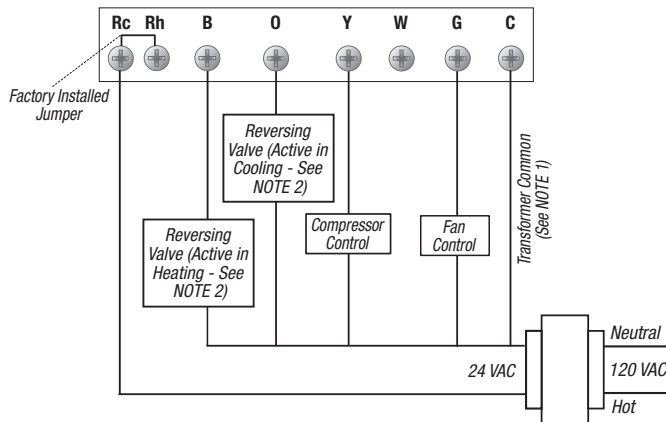 Rc Rh B O Y W G C
Factory Installed
Jumper
Reversing
Valve (Active in
Cooling - See
NOTE 2)
Reversing
Valve (Active in
Heating - See
NOTE 2)
Compressor
Control
Fan
Control
Transformer Common
(See NOTE 1)
24 VAC
Neutral
120 VAC
Hot